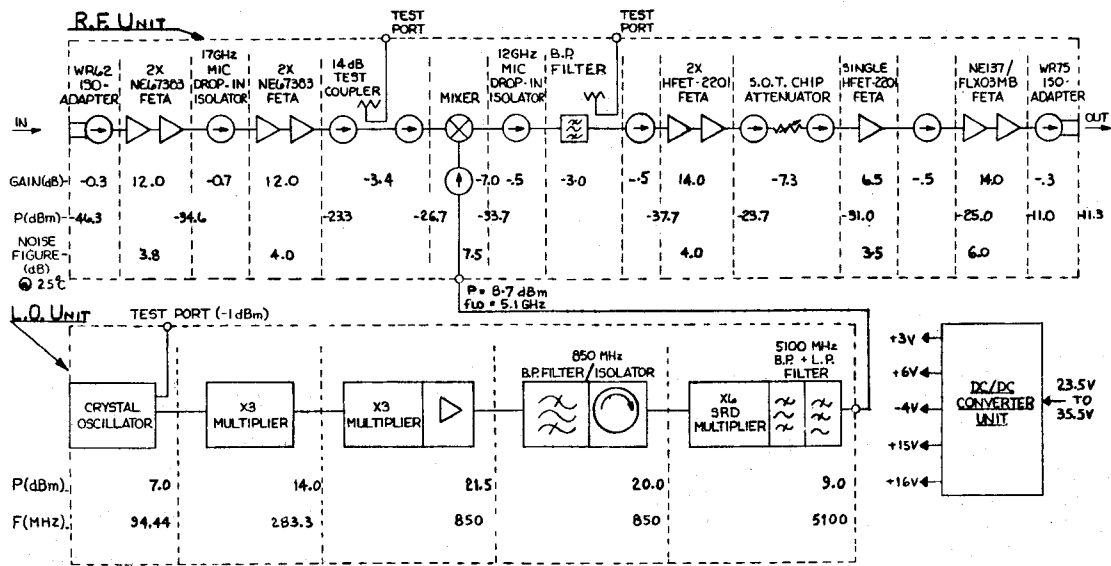 R.F. UNIT
TEST PORT
TEST PORT
WR62 ISO-ADAPTER
2X NE67383 FETA
17GHz MIC DROP-IN ISOLATOR
2X NE67383 FETA
14 dB TEST COUPLER
MIXER
12GHz MIC DROP-IN ISOLATOR
B.P. FILTER
2X HFET-2201 FETA
S.O.T. CHIP ATTENUATOR
SINGLE HFET-2201 FETA
NE137/ FLX03MB FETA
WR75 ISO-ADAPTER
IN
OUT
GAIN(dB) -0.3 12.0 -0.7 12.0 -3.4 -7.0 -.5 -3.0 -.5 14.0 -7.3 6.5 -.5 14.0 -.3
P(dBm) -46.3 -34.6 -23.3 -26.7 -33.7 -37.7 -23.7 -31.0 -25.0 -11.0 -11.3
NOISE FIGURE (dB) @ 25°C 3.8 4.0 7.5 4.0 3.5 6.0
P = 8.7 dBm
fLO = 5.1 GHz
L.O. UNIT
TEST PORT (-1 dBm)
850 MHz
B.P. FILTER/ISOLATOR
5100 MHz
B.P. + L.P.
FILTER
CRYSTAL OSCILLATOR
X3 MULTIPLIER
X3 MULTIPLIER
X6 SRD MULTIPLIER
+3V
+6V
-4V
+15V
+16V
DC/DC CONVERTER UNIT
23.5V TO 35.5V
P(dBm) 7.0 14.0 21.5 20.0 9.0
F(MHz) 94.44 283.3 850 850 5100